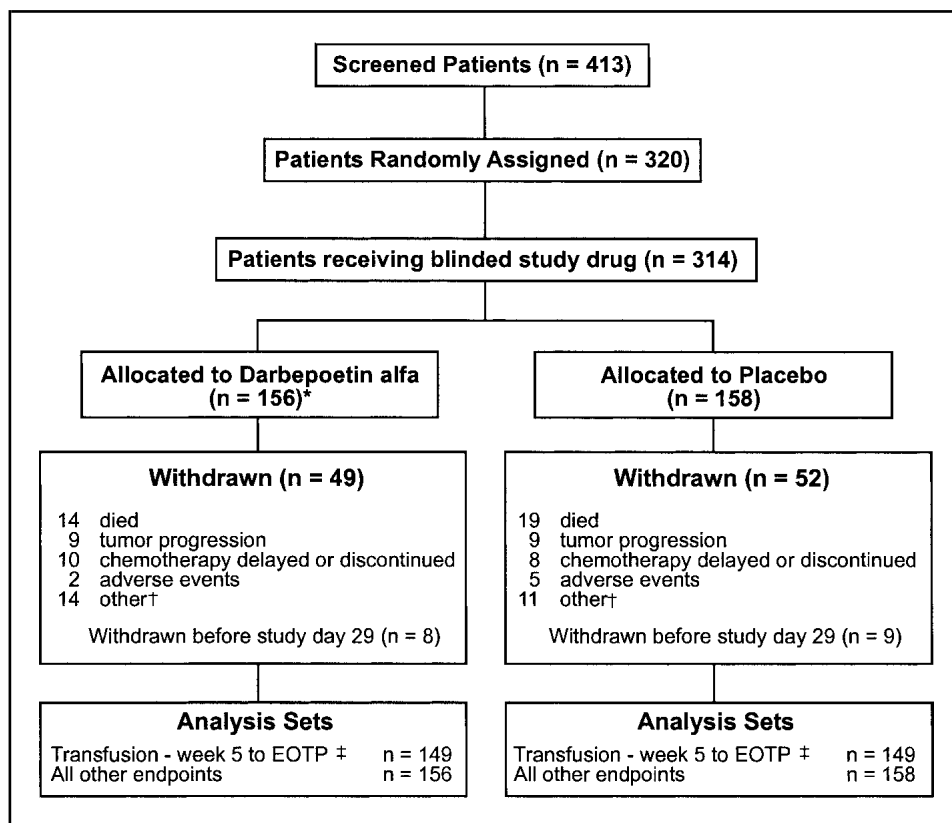 Screened Patients (n = 413)
Patients Randomly Assigned (n = 320)
Patients receiving blinded study drug (n = 314)
Allocated to Darbepoetin alfa
(n = 156)*
Allocated to Placebo
(n = 158)
Withdrawn (n = 49)
14 died
9 tumor progression
10 chemotherapy delayed or discontinued
2 adverse events
14 other†
Withdrawn before study day 29 (n = 8)
Withdrawn (n = 52)
19 died
9 tumor progression
8 chemotherapy delayed or discontinued
5 adverse events
11 other†
Withdrawn before study day 29 (n = 9)
Analysis Sets
Transfusion - week 5 to EOTP ‡ n = 149
All other endpoints n = 156
Analysis Sets
Transfusion - week 5 to EOTP ‡ n = 149
All other endpoints n = 158